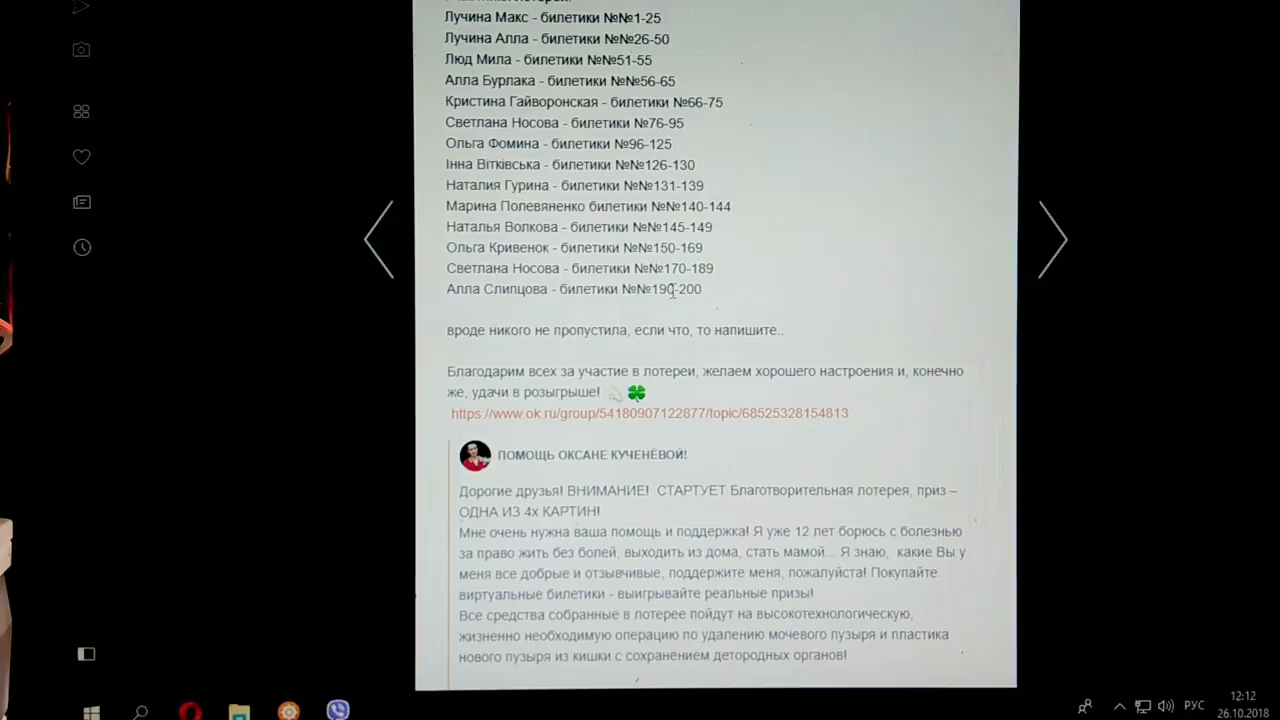 Лучина Макс - билетики №№1-25
Лучина Алла - билетики №№26-50
Люд Мила - билетики №№51-55
Алла Бурлака - билетики №№56-65
Кристина Гайворонская - билетики №66-75
Светлана Носова - билетики №76-95
Ольга Фомина - билетики №96-125
Інна Вітківська - билетики №№126-130
Наталия Гурина - билетики №№131-139
Марина Полевяненко билетики №№140-144
Наталья Волкова - билетики №№145-149
Ольга Кривенок - билетики №№150-169
Светлана Носова - билетики №№170-189
Алла Слипцова - билетики №№190-200
вроде никого не пропустила, если что, то напишите..
Благодарим всех за участие в лотереи, желаем хорошего настроения и, конечно
же, удачи в розыгрыше!
https://www.ok.ru/group/54180907122877/topic/68525328154813
ПОМОЩЬ ОКСАНЕ КУЧЕНЁВОЙ!
Дорогие друзья! ВНИМАНИЕ! СТАРТУЕТ Благотворительная лотерея, приз –
ОДНА ИЗ 4х КАРТИН!
Мне очень нужна ваша помощь и поддержка! Я уже 12 лет борюсь с болезнью
за право жить без болей, выходить из дома, стать мамой... Я знаю, какие Вы у
меня все добрые и отзывчивые, поддержите меня, пожалуйста! Покупайте
виртуальные билетики - выигрывайте реальные призы!
Все средства собранные в лотерее пойдут на высокотехнологическую,
жизненно необходимую операцию по удалению мочевого пузыря и пластика
нового пузыря из кишки с сохранением детородных органов!
РУС
12:12
26.10.2018